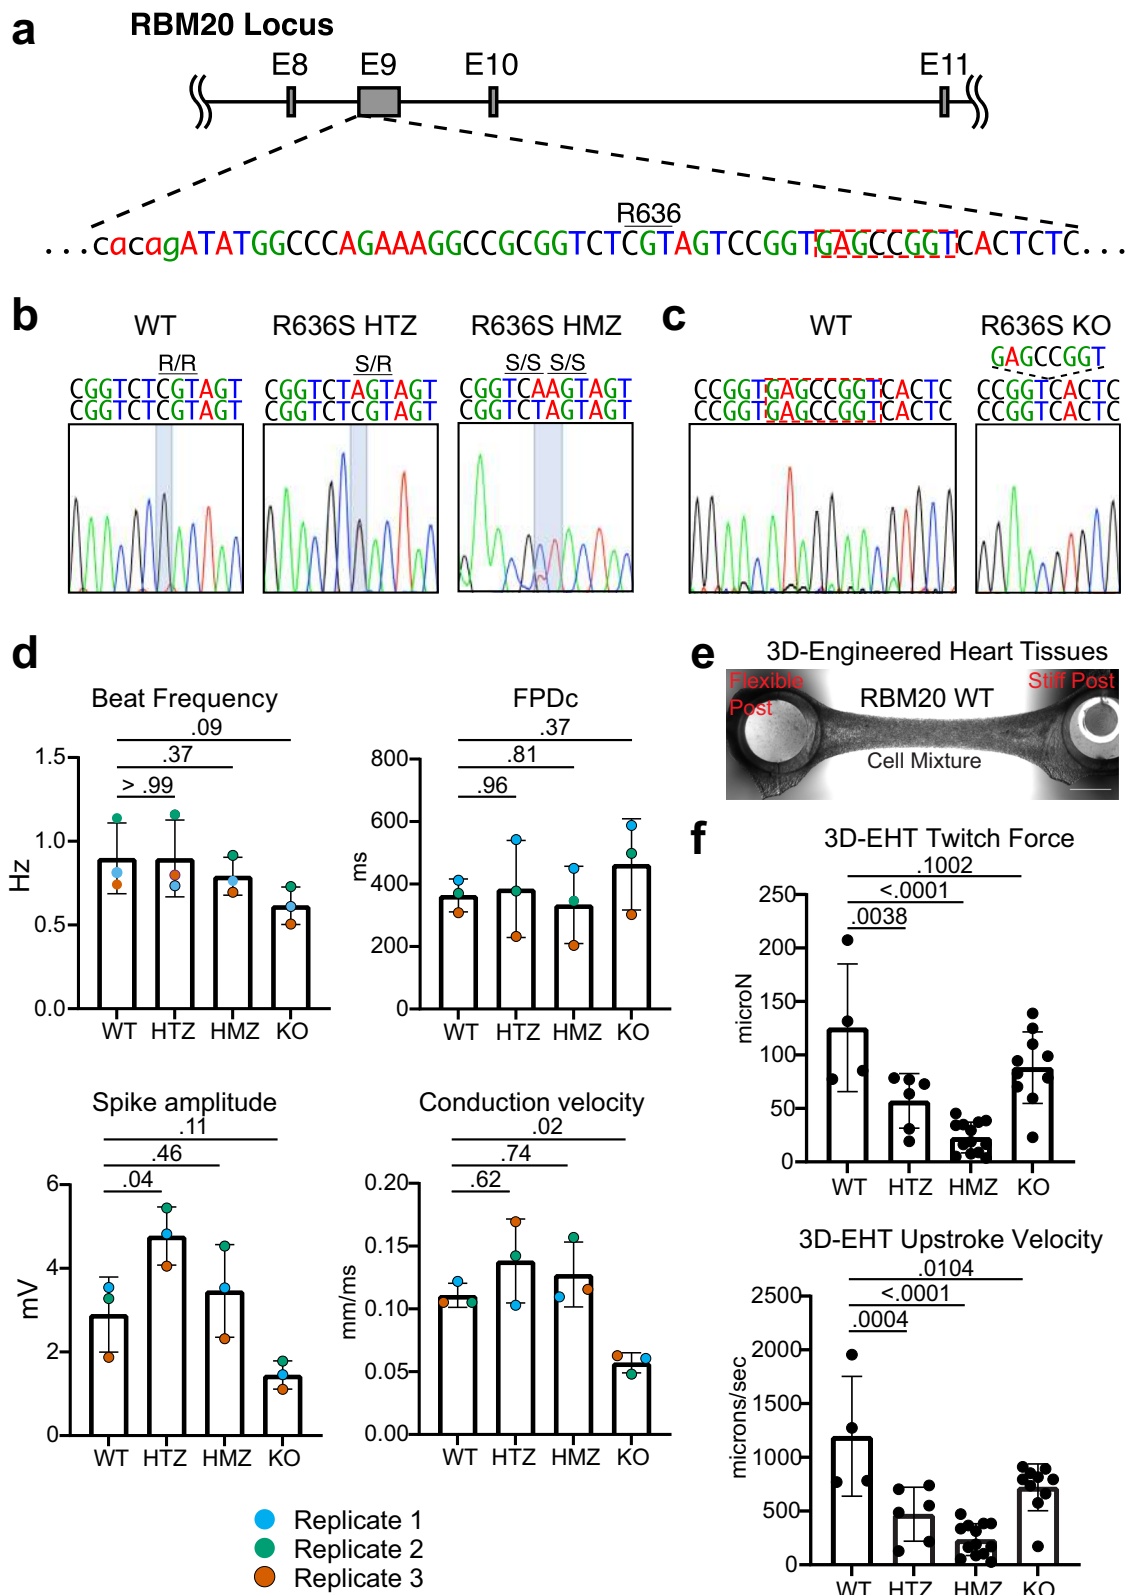 a
RBM20 Locus
E8 E9 E10 E11
R636
...cacagATATGGCCCAGAAAGGCCGCGGTCTCGTAGTCCGGTGAGCCGGTCACTCTC...
b
WT R636S HTZ R636S HMZ
R/R S/R S/S S/S
CGGTCTCGTAGT CGGTCTAGTAGT CGGTCAAGTAGT
CGGTCTCGTAGT CGGTCTCGTAGT CGGTCTAGTAGT
c
WT R636S KO
GAGCCGGT
CCGGTGAGCCGGTCACTC CCGGTCACTC
CCGGTGAGCCGGTCACTC CCGGTCACTC
d
Beat Frequency
.09
.37
> .99
1.5
1.0
0.5
0.0
Hz
WT HTZ HMZ KO
FPDc
.37
.81
.96
800
600
400
200
0
ms
WT HTZ HMZ KO
Spike amplitude
.11
.46
.04
6
4
2
0
mV
WT HTZ HMZ KO
Conduction velocity
.02
.74
.62
0.20
0.15
0.10
0.05
0.00
mm/ms
WT HTZ HMZ KO
Replicate 1
Replicate 2
Replicate 3
e
3D-Engineered Heart Tissues
Flexible
Post
RBM20 WT
Stiff Post
Cell Mixture
f
3D-EHT Twitch Force
.1002
<.0001
.0038
250
200
150
100
50
0
microN
WT HTZ HMZ KO
3D-EHT Upstroke Velocity
.0104
<.0001
.0004
2500
2000
1500
1000
500
0
microns/sec
WT HTZ HMZ KO